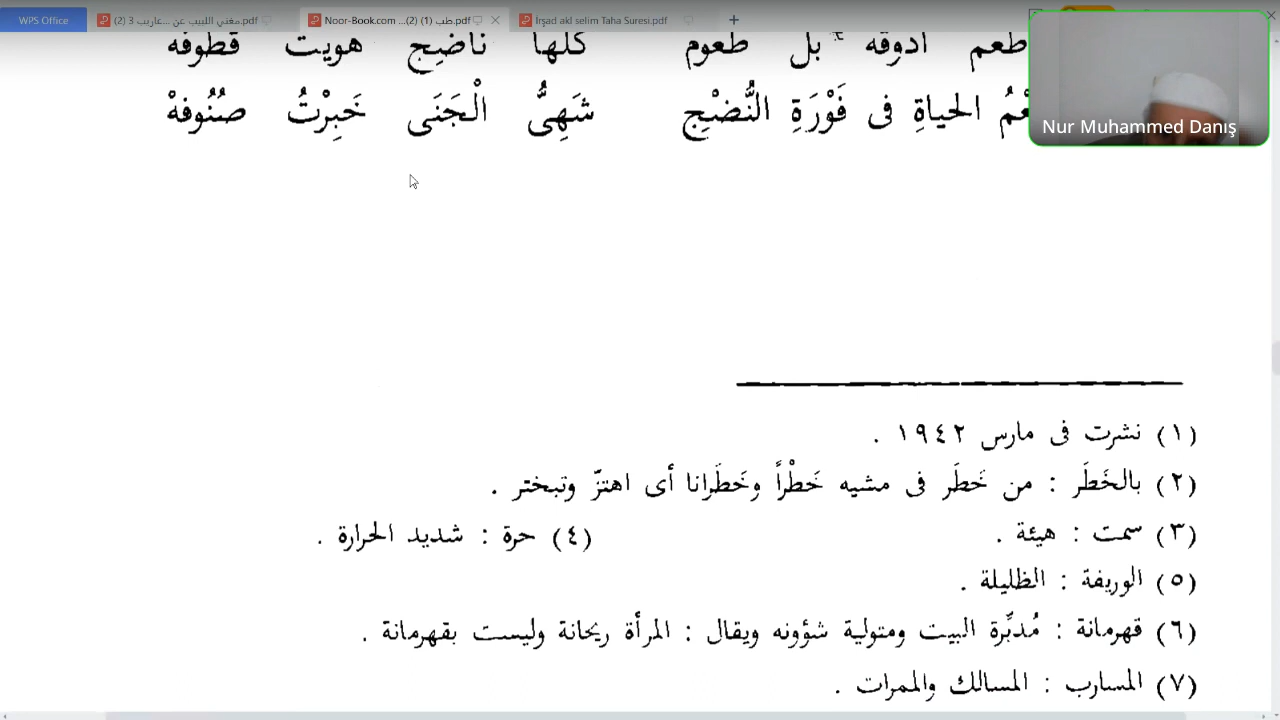 WPS Office
مغني اللبيب عن ...عاريب 3 (2).pdf
Noor-Book.com ...طب (1) (2).pdf
İrşad akl selim Taha Suresi.pdf
طعم أذوقه بل طعوم كلها ناضج هويت قطوفه
الحياةِ فى فَوْرَةِ النُّضْجِ شَهِىُّ الْجَنَى خَبِرْتُ صُنُوفهْ
Nur Muhammed Danış
(١) نشرت فى مارس ١٩٤٢ .
(٢) بالخَطَر : من خَطَر فى مشيه خَطْراً وخَطَرانا أى اهتزّ وتبختر .
(٣) سمت : هيئة . (٤) حرة : شديد الحرارة .
(٥) الوريفة : الظليلة .
(٦) قهرمانة : مُدبِّرة البيت ومتولية شؤونه ويقال : المرأة ريحانة وليست بقهرمانة .
(٧) المسارب : المسالك والممرات .